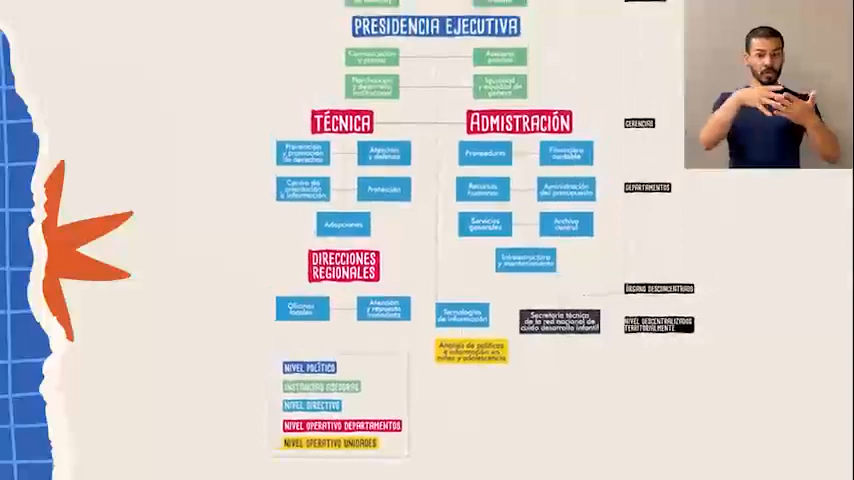 PRESIDENCIA EJECUTIVA
Comunicación
y prensa
Asesoría
jurídica
Planificación
y desarrollo
institucional
Igualdad
y equidad de
género
TÉCNICA
ADMISTRACIÓN
GERENCIAS
Prevención
y promoción
de derechos
Atención
y defensa
Proveeduría
Financiero
contable
Centro de
orientación
e información
Protección
Recursos
humanos
Administración
del presupuesto
DEPARTAMENTOS
Adopciones
Servicios
generales
Archivo
central
DIRECCIONES
REGIONALES
Infraestructura
y mantenimiento
ÓRGANO DESCONCENTRADO
Oficinas
locales
Atención
y respuesta
inmediata
Tecnologías
de información
Secretaría técnica
de la red nacional de
cuido desarrollo infantil
NIVEL DESCENTRALIZADOS
TERRITORIALMENTE
Analisis de políticas
e información en
niñez y adolescencia
NIVEL POLÍTICO
INSTANCIAS ASESORAS
NIVEL DIRECTIVO
NIVEL OPERATIVO DEPARTAMENTOS
NIVEL OPERATIVO UNIDADES